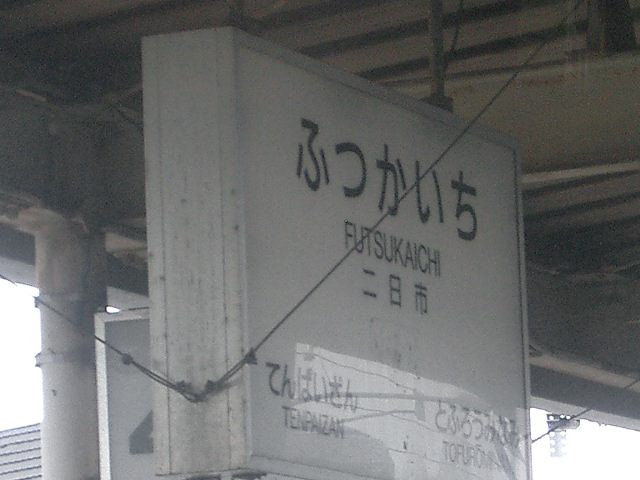 ふつかいち
FUTSUKAICHI
二日市
てんぱいざん
TENPAIZAN
とふろうみなみ